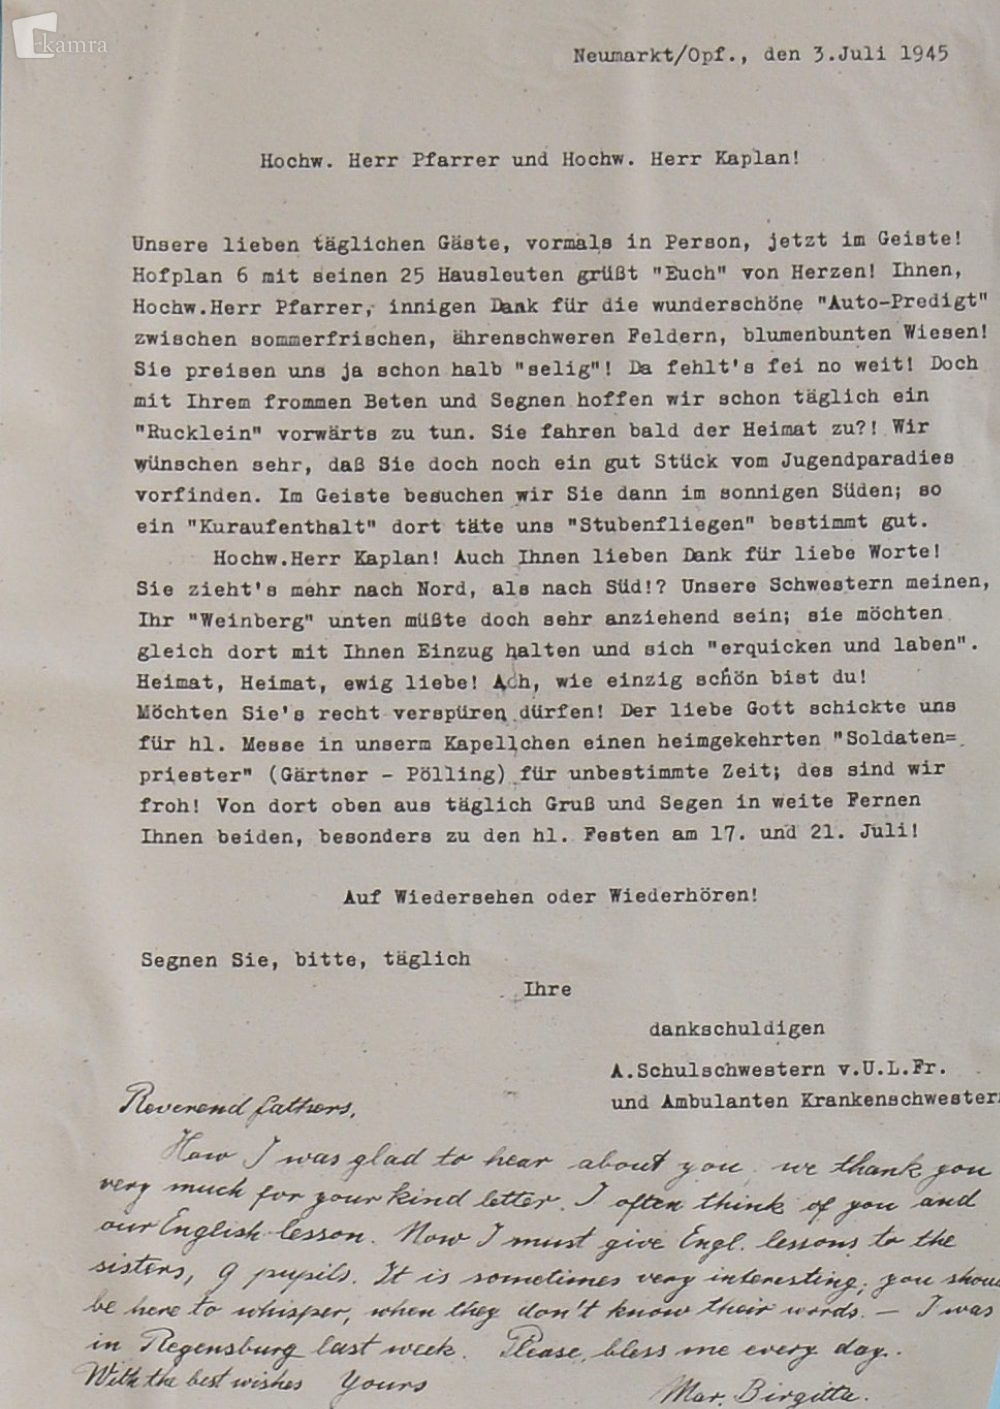 kamra
Neumarkt/Opf., den 3.Juli 1945
Hochw. Herr Pfarrer und Hochw. Herr Kaplan!
Unsere lieben täglichen Gäste, vormals in Person, jetzt im Geiste!
Hofplan 6 mit seinen 25 Hausleuten grüßt "Euch" von Herzen! Ihnen,
Hochw.Herr Pfarrer, innigen Dank für die wunderschöne "Auto-Predigt"
zwischen sommerfrischen, ährenschweren Feldern, blumenbunten Wiesen!
Sie preisen uns ja schon halb "selig"! Da fehlt's fei no weit! Doch
mit Ihrem frommen Beten und Segnen hoffen wir schon täglich ein
"Rucklein" vorwärts zu tun. Sie fahren bald der Heimat zu?! Wir
wünschen sehr, daß Sie doch noch ein gut Stück vom Jugendparadies
vorfinden. Im Geiste besuchen wir Sie dann im sonnigen Süden; so
ein "Kuraufenthalt" dort täte uns "Stubenfliegen" bestimmt gut.
Hochw.Herr Kaplan! Auch Ihnen lieben Dank für liebe Worte!
Sie zieht's mehr nach Nord, als nach Süd!? Unsere Schwestern meinen,
Ihr "Weinberg" unten müßte doch sehr anziehend sein; sie möchten
gleich dort mit Ihnen Einzug halten und sich "erquicken und laben".
Heimat, Heimat, ewig liebe! Ach, wie einzig schön bist du!
Möchten Sie's recht verspüren dürfen! Der liebe Gott schickte uns
für hl. Messe in unserm Kapellchen einen heimgekehrten "Soldaten=
priester" (Gärtner - Pölling) für unbestimmte Zeit; des sind wir
froh! Von dort oben aus täglich Gruß und Segen in weite Fernen
Ihnen beiden, besonders zu den hl. Festen am 17. und 21. Juli!
Auf Wiedersehen oder Wiederhören!
Segnen Sie, bitte, täglich
Ihre
dankschuldigen
A.Schulschwestern v.U.L.Fr.
und Ambulanten Krankenschwestern
Reverend fathers,
How I was glad to hear about you, we thank you
very much for your kind letter. I often think of you and
our English lesson. Now I must give Engl. lessons to the
sisters, 9 pupils. It is sometimes very interesting, you shou
be here to whisper, when they don't know their words. — I was
in Regensburg last week. Please, bless me every day.
With the best wishes Yours
Mar. Birgitta.